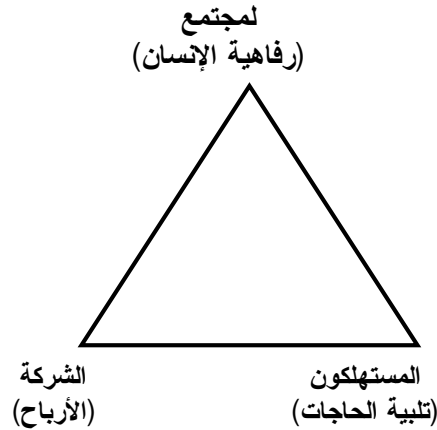 لمجتمع
(رفاهية الإنسان)
المستهلكون
(تلبية الحاجات)
الشركة
(الأرباح)